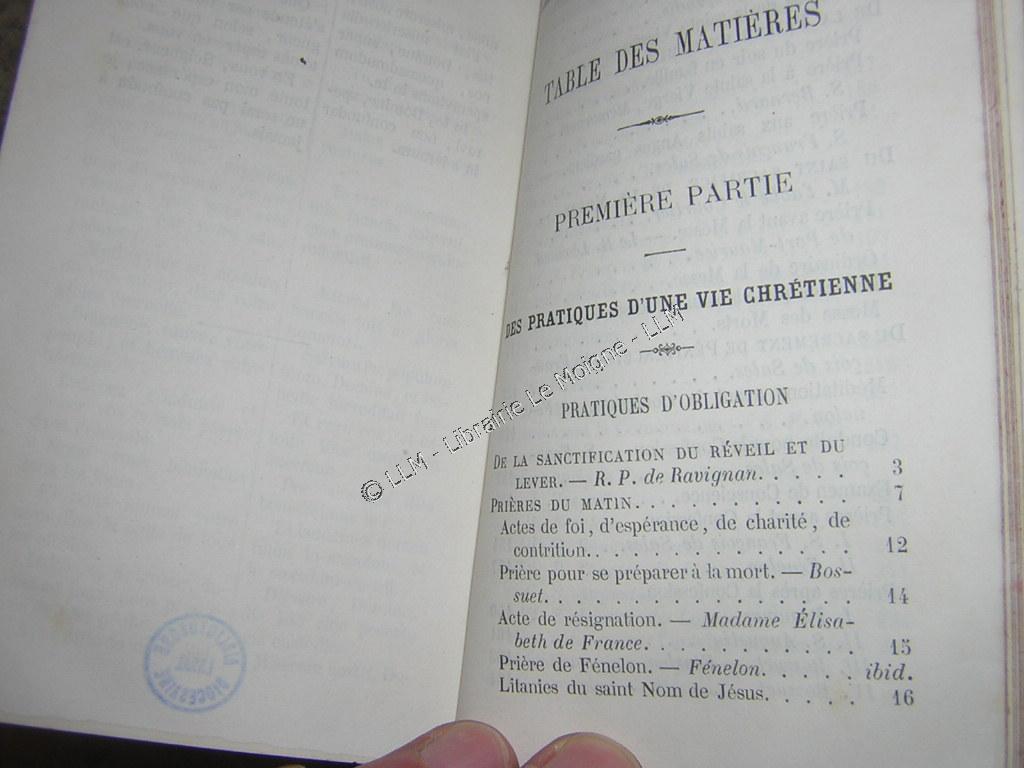 TABLE DES MATIÈRES
PREMIÈRE PARTIE
DES PRATIQUES D'UNE VIE CHRÉTIENNE
PRATIQUES D'OBLIGATION
DE LA SANCTIFICATION DU RÉVEIL ET DU
LEVER. — R. P. de Ravignan. . . . . . 3
PRIÈRES DU MATIN. . . . . . . . . . . 7
Actes de foi, d'espérance, de charité, de
contrition. . . . . . . . . . . . . . 12
Prière pour se préparer à la mort. — Bos-
suet. . . . . . . . . . . . . . . . . 14
Acte de résignation. — Madame Élisa-
beth de France. . . . . . . . . . . . 15
Prière de Fénelon. — Fénelon. . . . . ibid.
Litanies du saint Nom de Jésus. . . . . 16
© LLM - Librairie Le Moigne - LLM